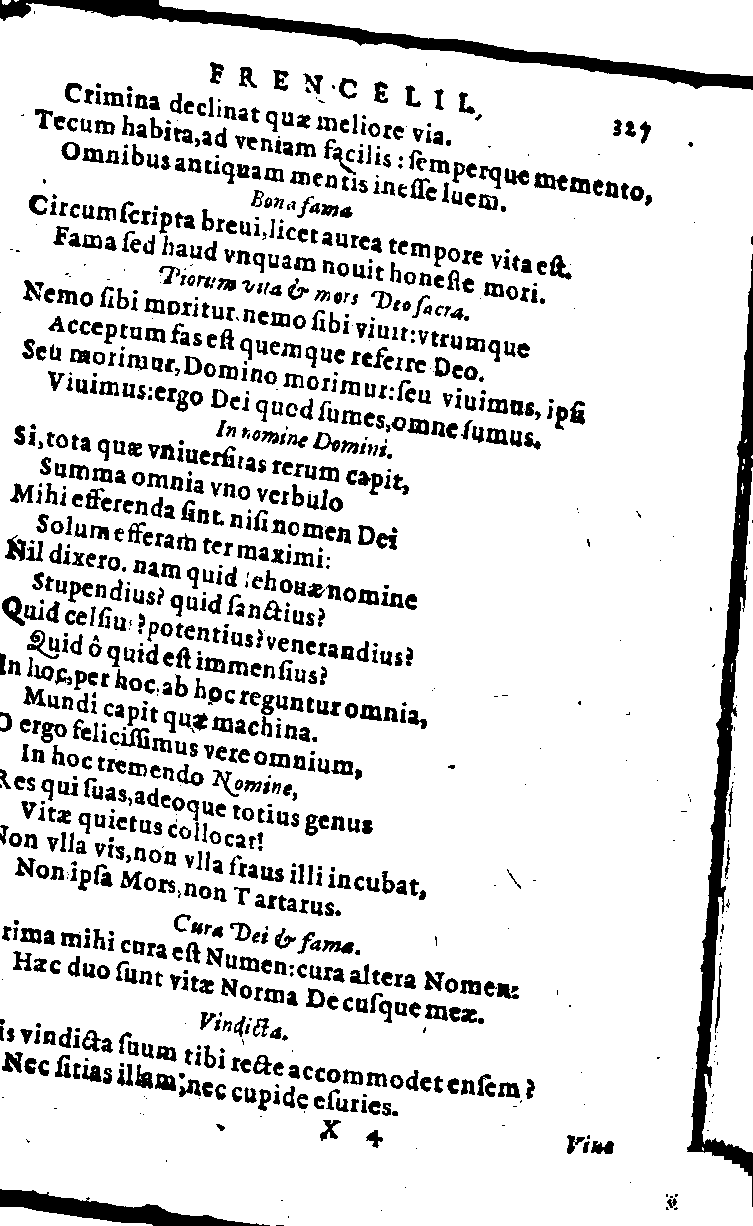 FRENCELII, 327
Crimina declinat quæ meliore via.
Tecum habita,ad veniam facilis : ſemperque memento,
Omnibus antiquam mentis ineſſe luem.
Bona fama
Circumſcripta breui,licet aurea tempore vita eſt.
Fama ſed haud vnquam nouit honeſte mori.
Piorum vita & mors Deo ſacra.
Nemo ſibi moritur. nemo ſibi viuit:vtrumque
Acceptum fas eſt quemque referre Deo.
Seu morimur,Domino morimur:ſeu viuimus, ipſi
Viuimus:ergo Dei quod ſumes,omne ſumus.
In nomine Domini.
Si,tota quæ vniuerſitas rerum capit,
Summa omnia vno verbulo
Mihi efferenda ſint. niſi nomen Dei
Solum efferam ter maximi:
Nil dixero. nam quid Iehouæ nomine
Stupendius? quid ſanctius?
Quid celſius?potentius?venerandius?
Quid ô quid eſt immenſius?
In hoc,per hoc,ab hoc reguntur omnia,
Mundi capit quæ machina.
O ergo feliciſſimus vere omnium,
In hoc tremendo Nomine,
Res qui ſuas,adeoque totius genus
Vitæ quietus collocat!
Non vlla vis,non vlla fraus illi incubat,
Non ipſa Mors,non Tartarus.
Cura Dei & fama.
rima mihi cura eſt Numen:cura altera Nomen:
Hæc duo ſunt vitæ Norma Decuſque meæ.
Vindicta.
is vindicta ſuum tibi recte accommodet enſem?
Nec ſitias illam;nec cupide eſuries.
X 4 Viue